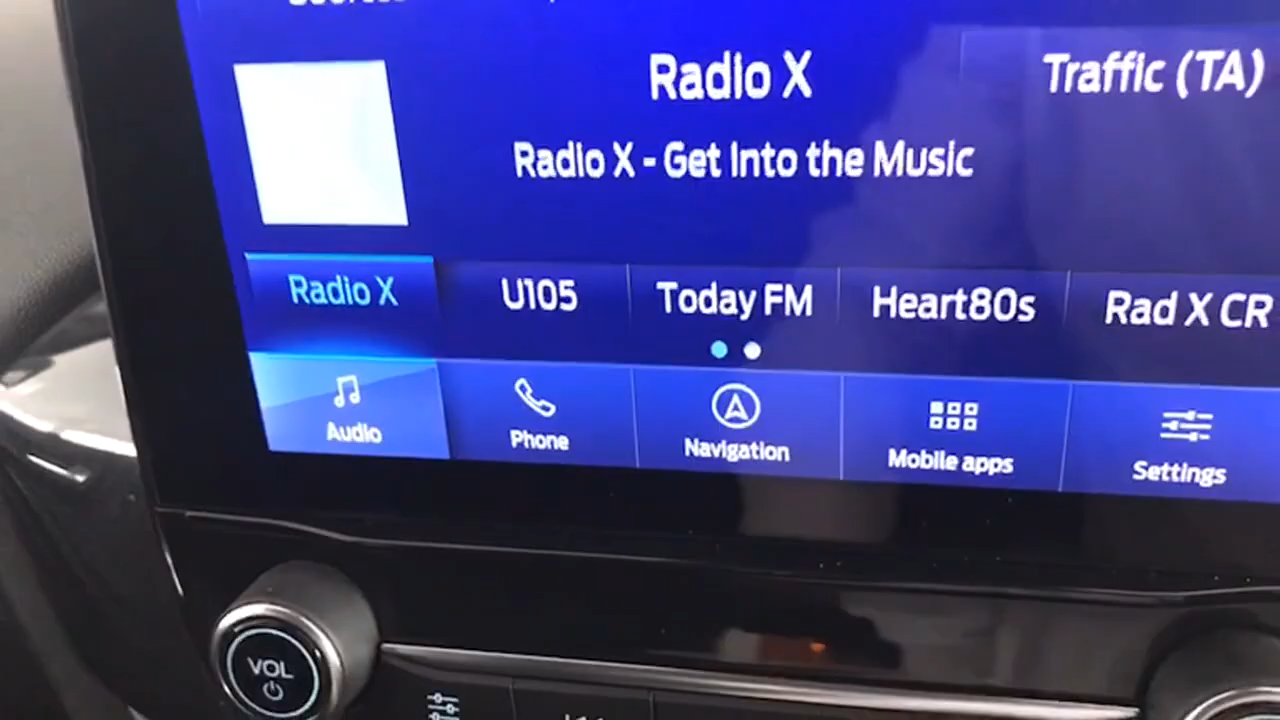 Radio X
Traffic (TA)
Radio X - Get Into the Music
Radio X
U105
Today FM
Heart80s
Rad X CR
Audio
Phone
Navigation
Mobile apps
Settings
VOL